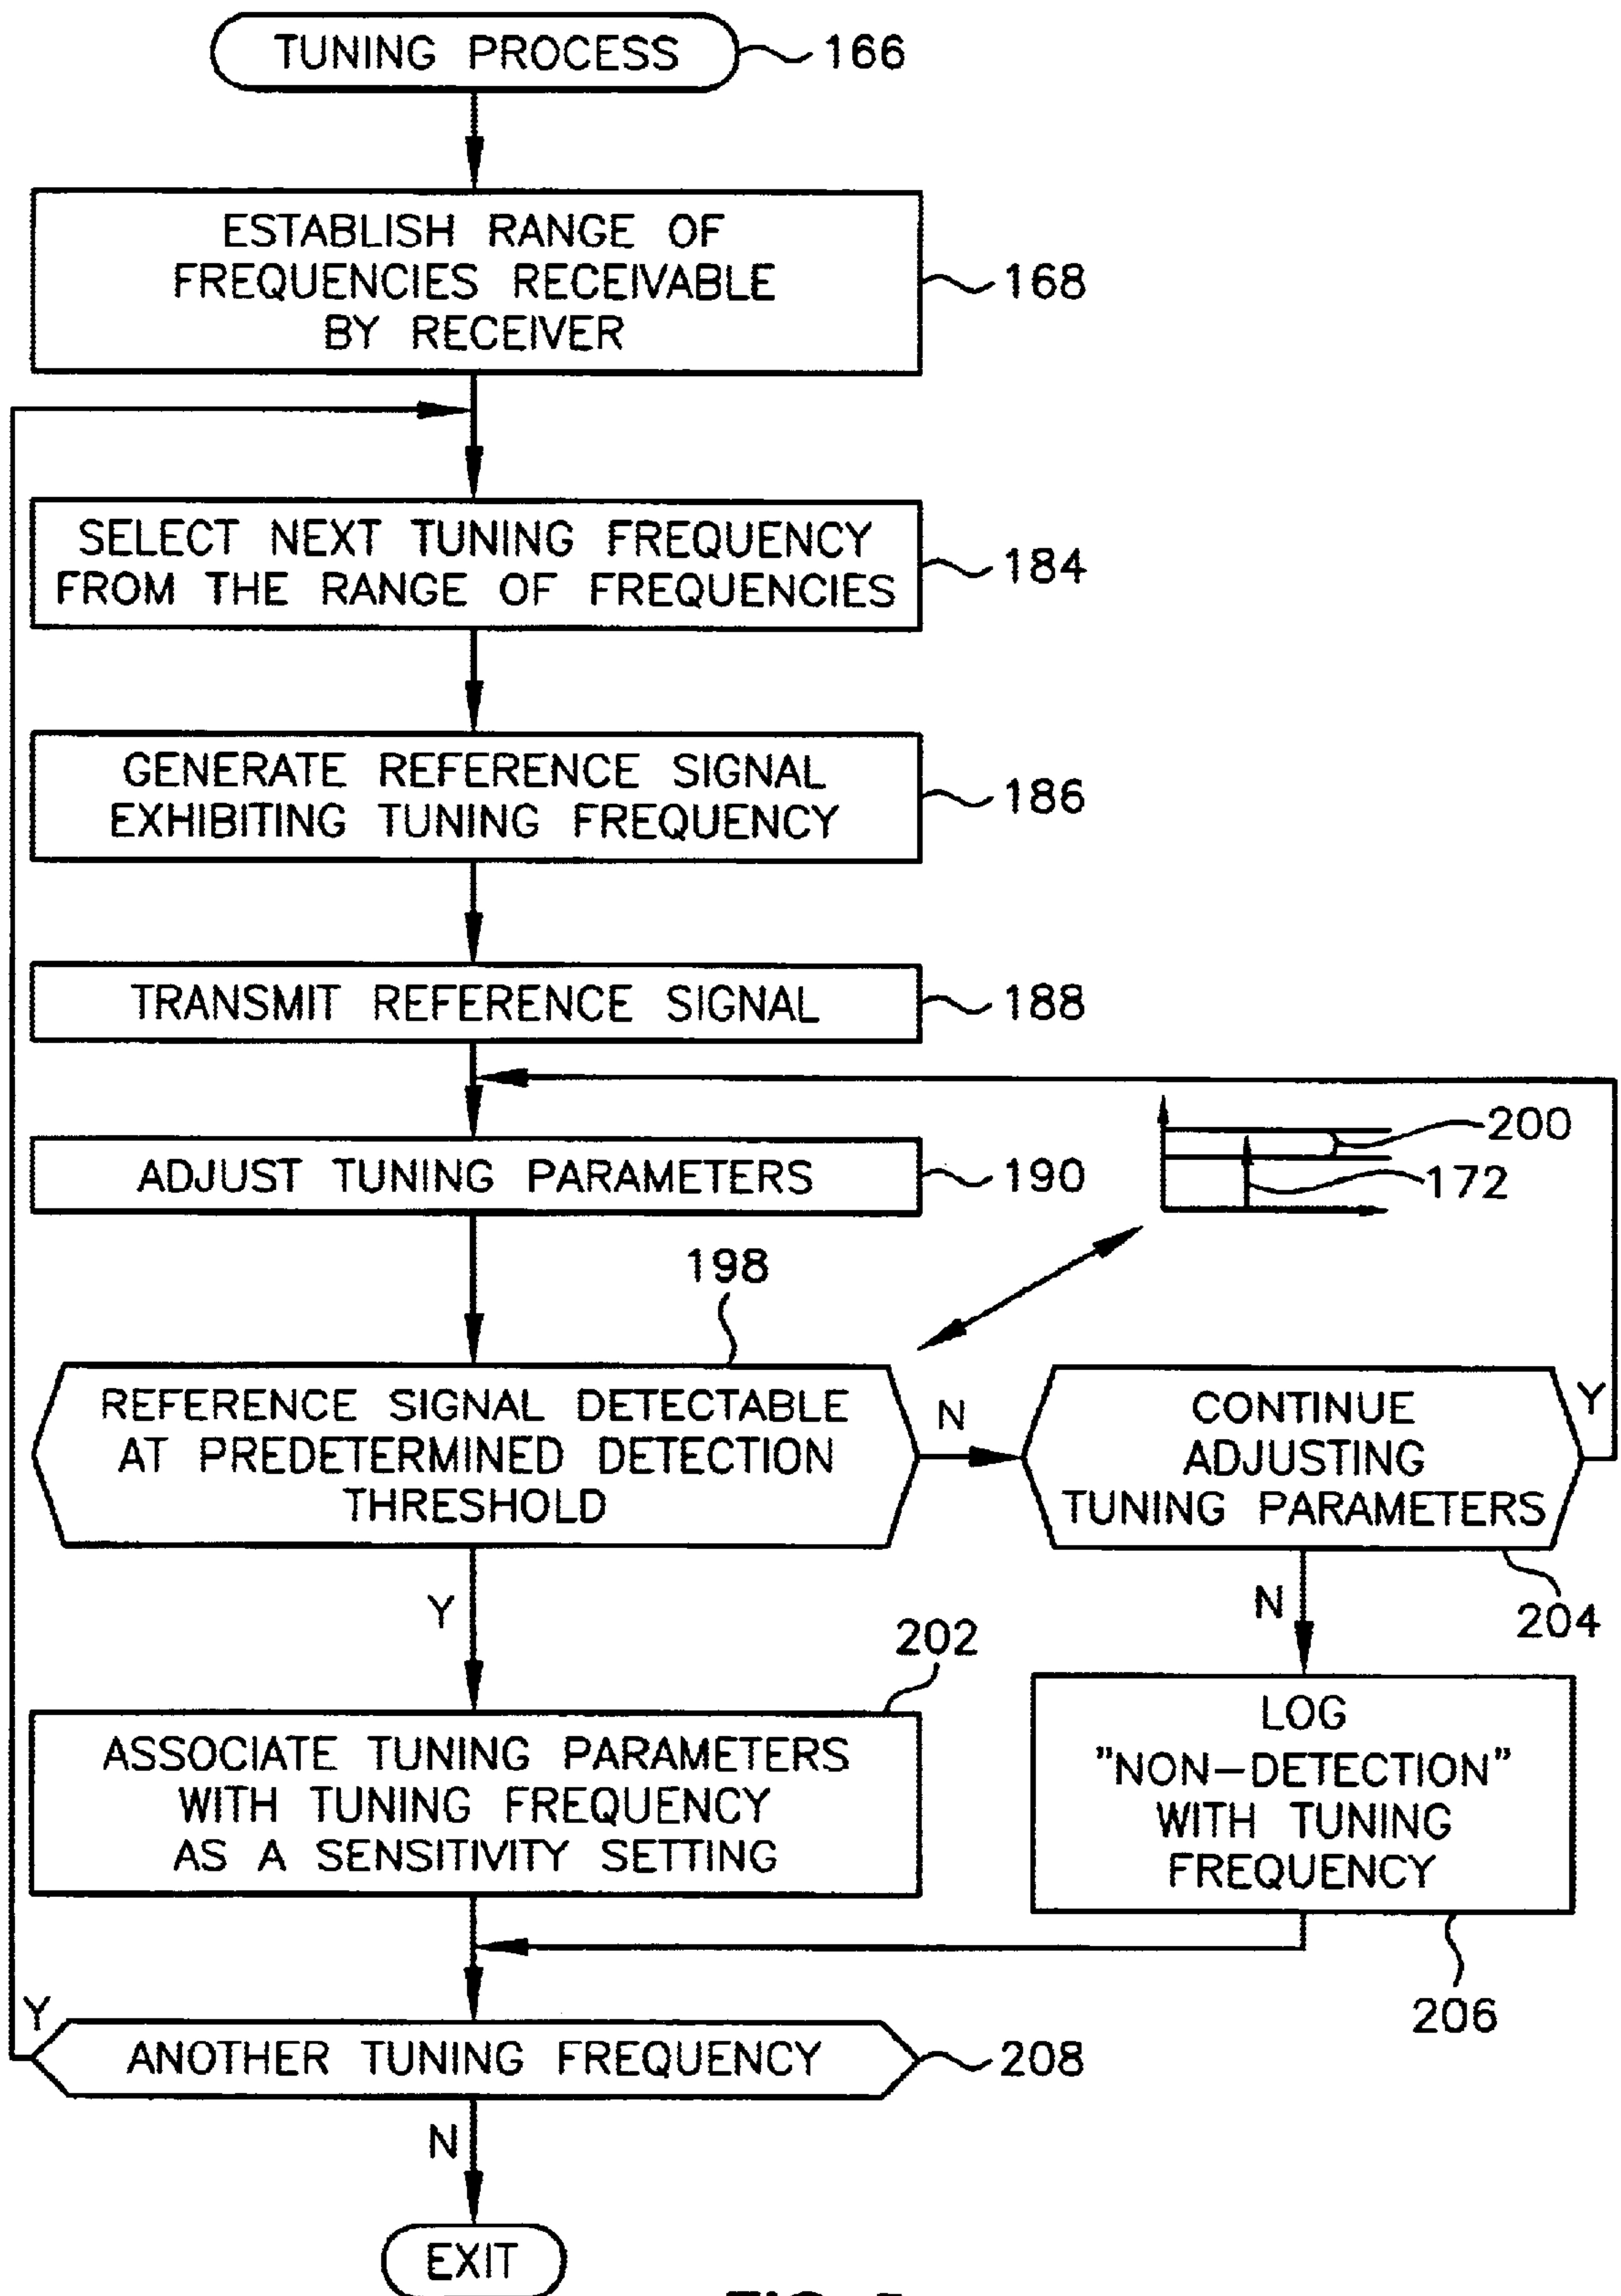 TUNING PROCESS
166
ESTABLISH RANGE OF
FREQUENCIES RECEIVABLE
BY RECEIVER
168
SELECT NEXT TUNING FREQUENCY
FROM THE RANGE OF FREQUENCIES
184
GENERATE REFERENCE SIGNAL
EXHIBITING TUNING FREQUENCY
186
TRANSMIT REFERENCE SIGNAL
188
ADJUST TUNING PARAMETERS
190
200
172
198
REFERENCE SIGNAL DETECTABLE
AT PREDETERMINED DETECTION
THRESHOLD
N
CONTINUE
ADJUSTING
TUNING PARAMETERS
Y
204
Y
N
202
ASSOCIATE TUNING PARAMETERS
WITH TUNING FREQUENCY
AS A SENSITIVITY SETTING
LOG
"NON-DETECTION"
WITH TUNING
FREQUENCY
206
Y
ANOTHER TUNING FREQUENCY
208
N
EXIT